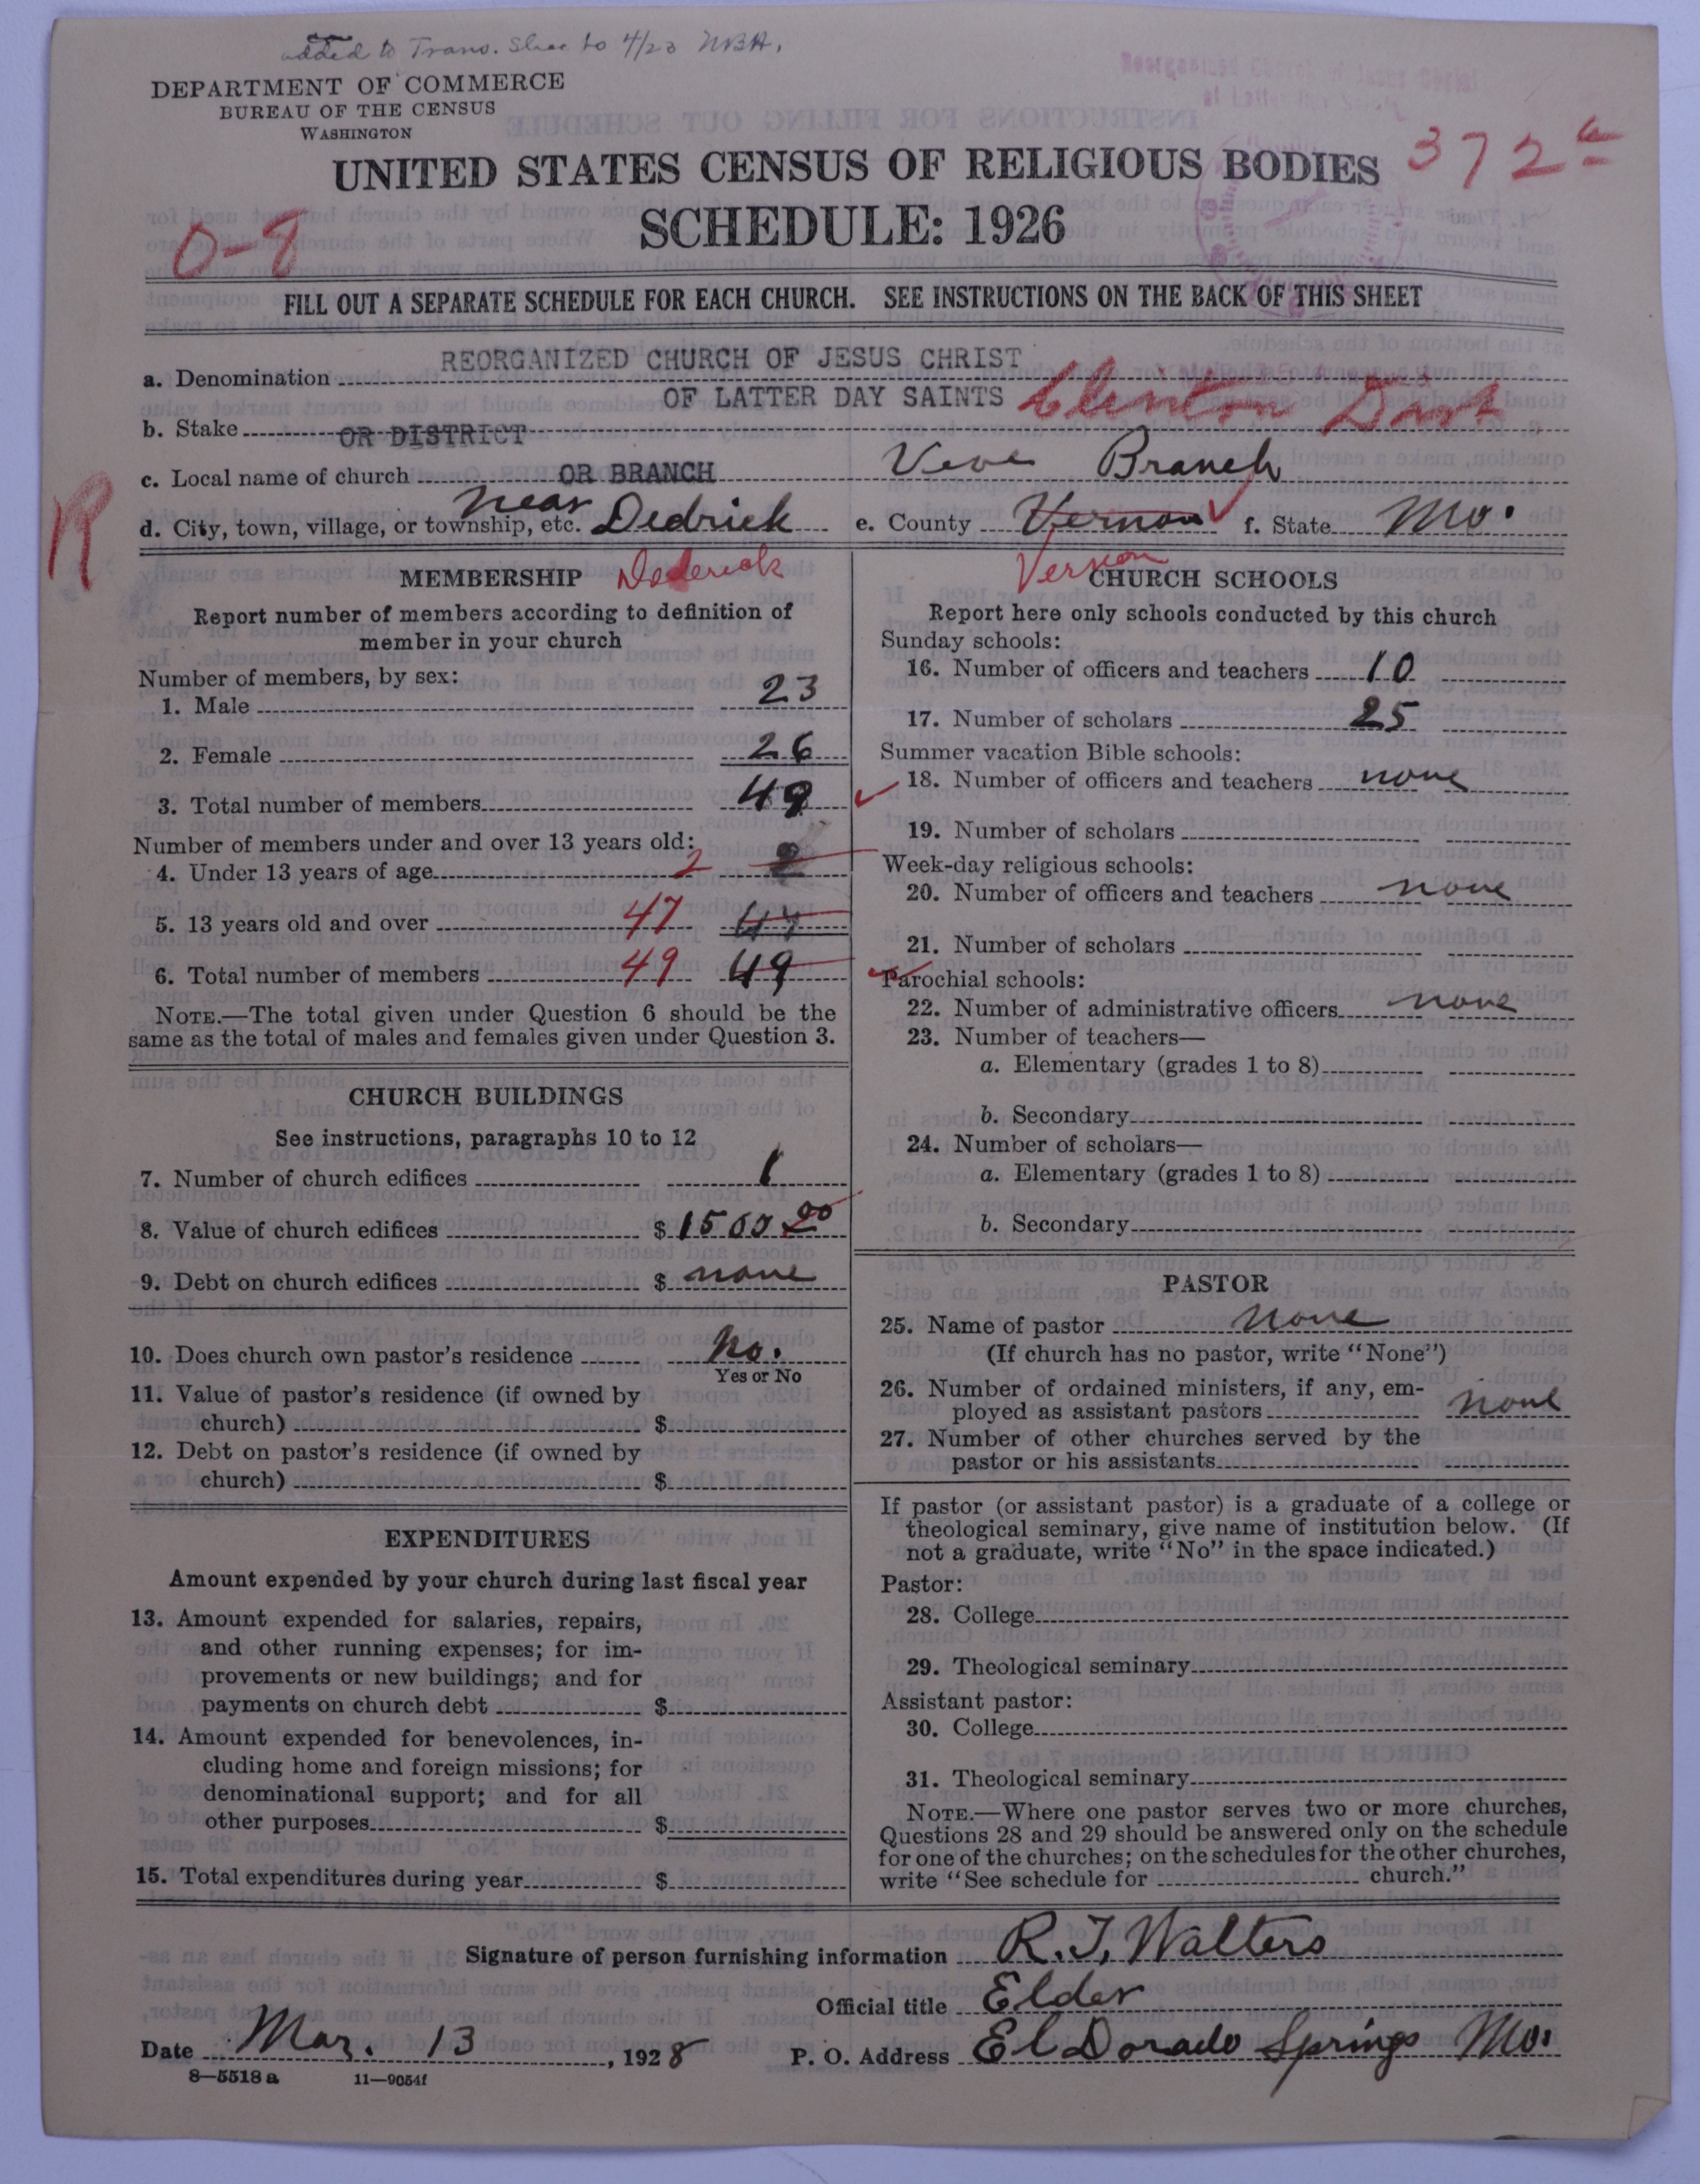 added to Trans. Shee to 4/23 NBA.
DEPARTMENT OF COMMERCE
BUREAU OF THE CENSUS
WASHINGTON
Reorganized Church of Jesus Christ
of Latter Day Saints
UNITED STATES CENSUS OF RELIGIOUS BODIES
372
SCHEDULE: 1926
0-8
FILL OUT A SEPARATE SCHEDULE FOR EACH CHURCH. SEE INSTRUCTIONS ON THE BACK OF THIS SHEET
a. Denomination REORGANIZED CHURCH OF JESUS CHRIST
OF LATTER DAY SAINTS Clinton Dist
b. Stake OR DISTRICT
c. Local name of church OR BRANCH Veve Branch
R
d. City, town, village, or township, etc. near Dedrick e. County Vernon f. State Mo.
Dederick
Vernon
MEMBERSHIP
Report number of members according to definition of
member in your church
Number of members, by sex:
1. Male 23
2. Female 26
3. Total number of members 49
Number of members under and over 13 years old:
4. Under 13 years of age 2 2
5. 13 years old and over 47 47
6. Total number of members 49 49
NOTE.—The total given under Question 6 should be the
same as the total of males and females given under Question 3.
CHURCH BUILDINGS
See instructions, paragraphs 10 to 12
7. Number of church edifices 1
8. Value of church edifices $ 1500 00
9. Debt on church edifices $ none
10. Does church own pastor's residence No.
Yes or No
11. Value of pastor's residence (if owned by
church) $
12. Debt on pastor's residence (if owned by
church) $
EXPENDITURES
Amount expended by your church during last fiscal year
13. Amount expended for salaries, repairs,
and other running expenses; for im-
provements or new buildings; and for
payments on church debt $
14. Amount expended for benevolences, in-
cluding home and foreign missions; for
denominational support; and for all
other purposes $
15. Total expenditures during year $
CHURCH SCHOOLS
Report here only schools conducted by this church
Sunday schools:
16. Number of officers and teachers 10
17. Number of scholars 25
Summer vacation Bible schools:
18. Number of officers and teachers none
19. Number of scholars
Week-day religious schools:
20. Number of officers and teachers none
21. Number of scholars
Parochial schools:
22. Number of administrative officers none
23. Number of teachers—
a. Elementary (grades 1 to 8)
b. Secondary
24. Number of scholars—
a. Elementary (grades 1 to 8)
b. Secondary
PASTOR
25. Name of pastor None
(If church has no pastor, write "None")
26. Number of ordained ministers, if any, em-
ployed as assistant pastors None
27. Number of other churches served by the
pastor or his assistants
If pastor (or assistant pastor) is a graduate of a college or
theological seminary, give name of institution below. (If
not a graduate, write "No" in the space indicated.)
Pastor:
28. College
29. Theological seminary
Assistant pastor:
30. College
31. Theological seminary
NOTE.—Where one pastor serves two or more churches,
Questions 28 and 29 should be answered only on the schedule
for one of the churches; on the schedules for the other churches,
write "See schedule for church."
Signature of person furnishing information R. T. Walters
Official title Elder
Date Mar. 13, 1928 P. O. Address El Dorado Springs Mo.
8—5518 a 11—9054f